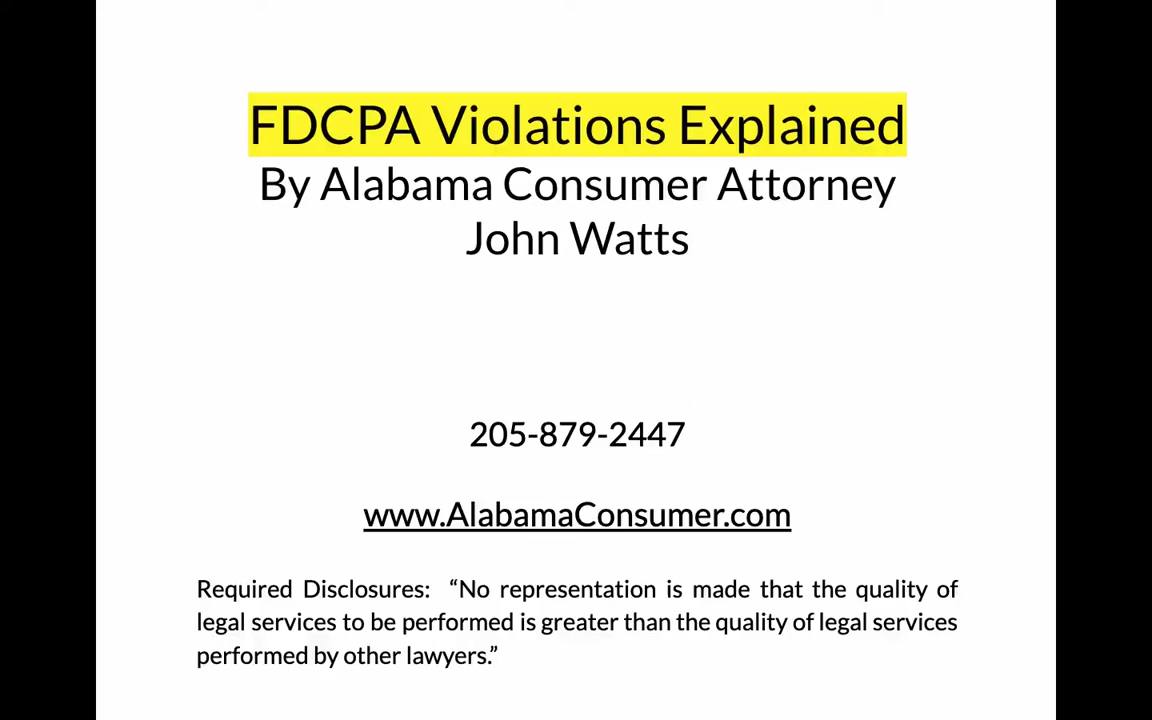 FDCPA Violations Explained
By Alabama Consumer Attorney
John Watts
205-879-2447
www.AlabamaConsumer.com
Required Disclosures: “No representation is made that the quality of
legal services to be performed is greater than the quality of legal services
performed by other lawyers.”